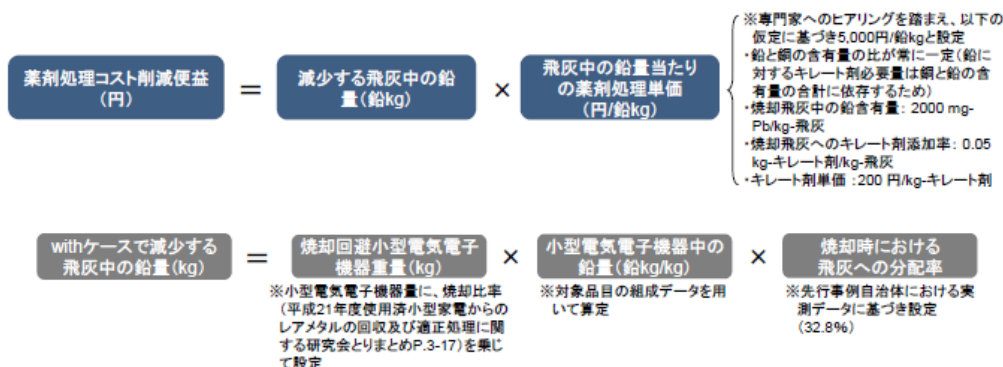 薬剤処理コスト削減便益
(円)
＝
減少する飛灰中の鉛
量(鉛kg)
×
飛灰中の鉛量当たり
の薬剤処理単価
(円/鉛kg)
※専門家へのヒアリングを踏まえ、以下の
仮定に基づき5,000円/鉛kgと設定
・鉛と銅の含有量の比が常に一定(鉛に
対するキレート剤必要量は銅と鉛の含
有量の合計に依存するため)
・焼却飛灰中の鉛含有量： 2000 mg-
Pb/kg-飛灰
・焼却飛灰へのキレート剤添加率： 0.05
kg-キレート剤/kg-飛灰
・キレート剤単価 ：200 円/kg-キレート剤
withケースで減少する
飛灰中の鉛量(kg)
＝
焼却回避小型電気電子
機器重量(kg)
※小型電気電子機器量に、焼却比率
(平成21年度使用済小型家電からの
レアメタルの回収及び適正処理に関
する研究会とりまとめP.3-17)を乗じ
て設定
×
小型電気電子機器中の
鉛量(鉛kg/kg)
※対象品目の組成データを用
いて算定
×
焼却時における
飛灰への分配率
※先行事例自治体における実
測データに基づき設定
(32.8%)